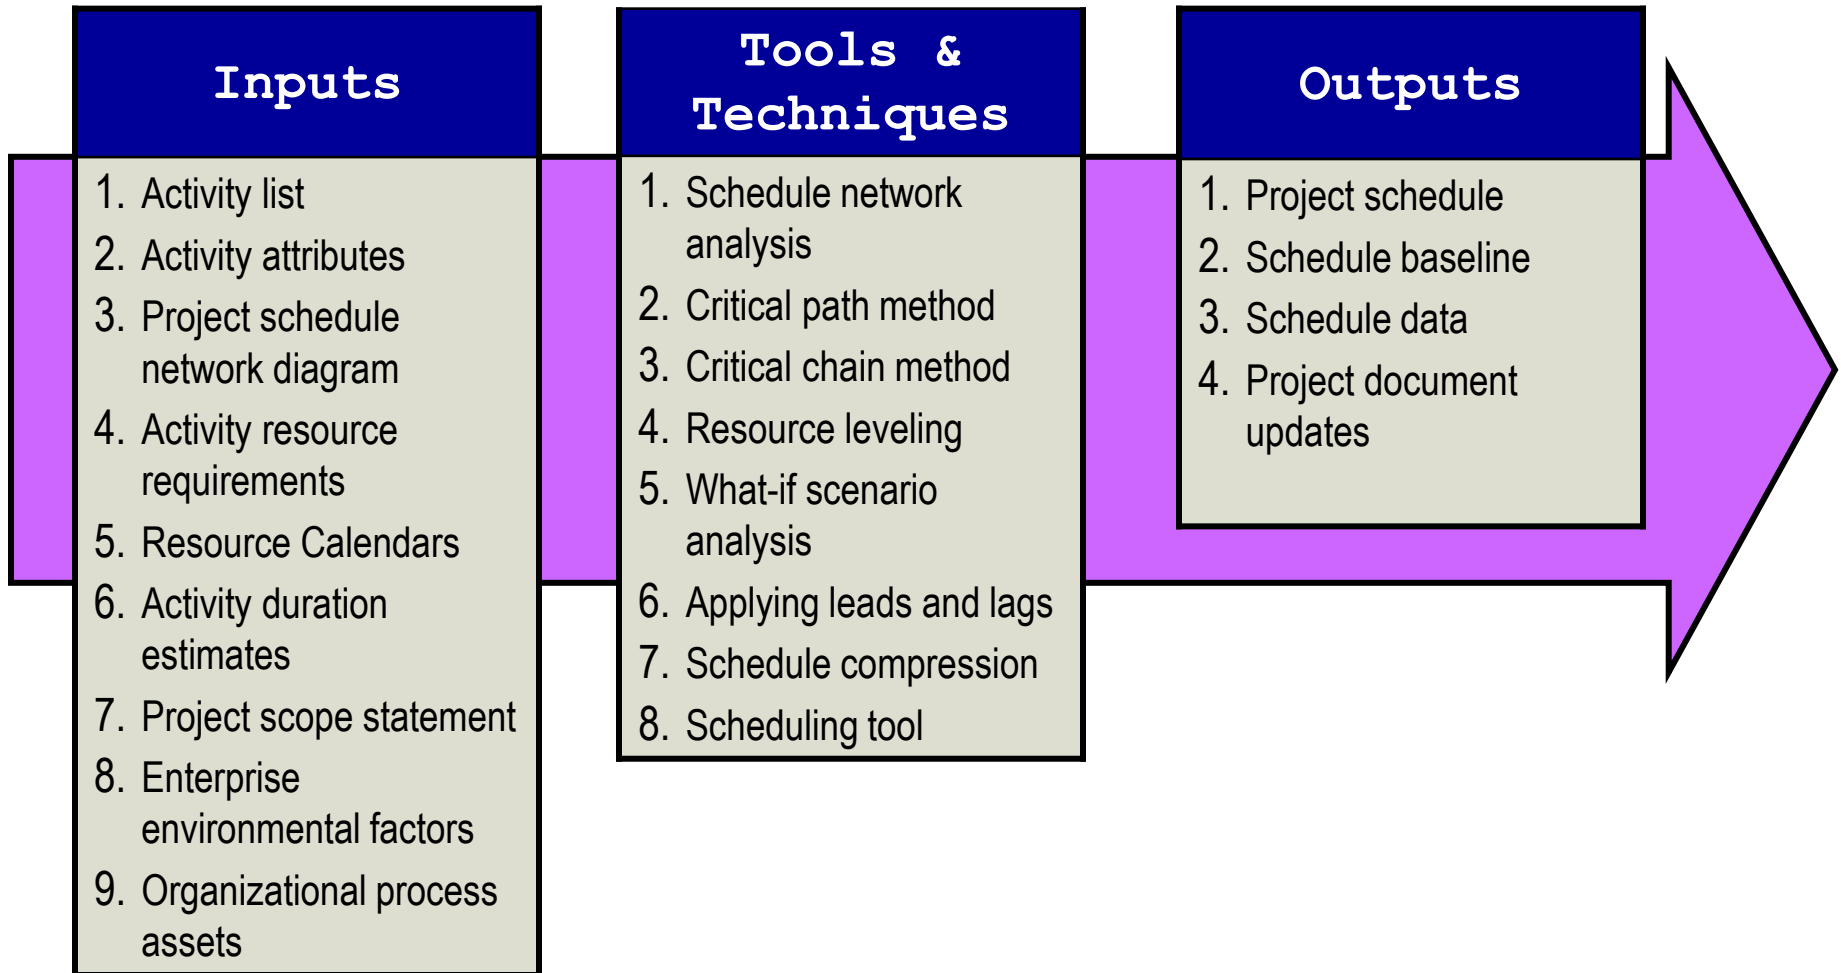 Inputs
1. Activity list
2. Activity attributes
3. Project schedule
network diagram
4. Activity resource
requirements
5. Resource Calendars
6. Activity duration
estimates
7. Project scope statement
8. Enterprise
environmental factors
9. Organizational process
assets
Tools &
Techniques
1. Schedule network
analysis
2. Critical path method
3. Critical chain method
4. Resource leveling
5. What-if scenario
analysis
6. Applying leads and lags
7. Schedule compression
8. Scheduling tool
Outputs
1. Project schedule
2. Schedule baseline
3. Schedule data
4. Project document
updates